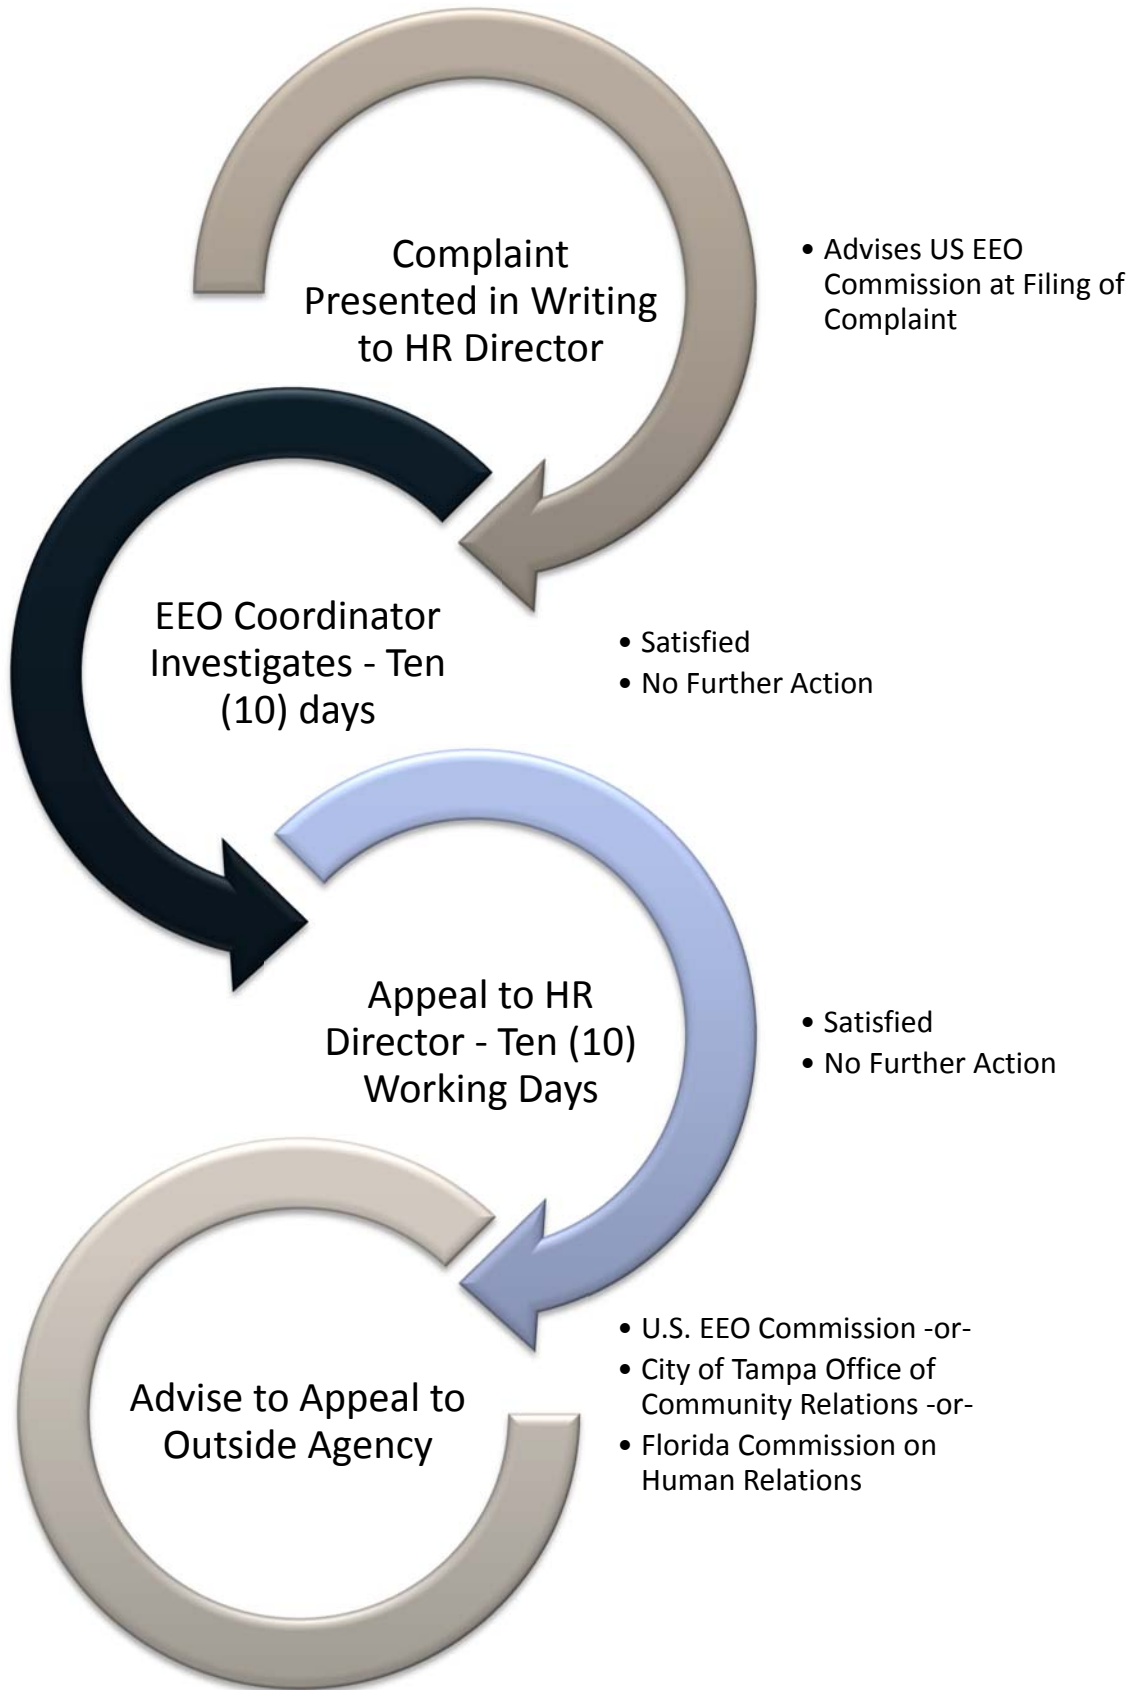 Complaint
Presented in Writing
to HR Director
• Advises US EEO
Commission at Filing of
Complaint
EEO Coordinator
Investigates - Ten
(10) days
• Satisfied
• No Further Action
Appeal to HR
Director - Ten (10)
Working Days
• Satisfied
• No Further Action
Advise to Appeal to
Outside Agency
• U.S. EEO Commission -or-
• City of Tampa Office of
Community Relations -or-
• Florida Commission on
Human Relations